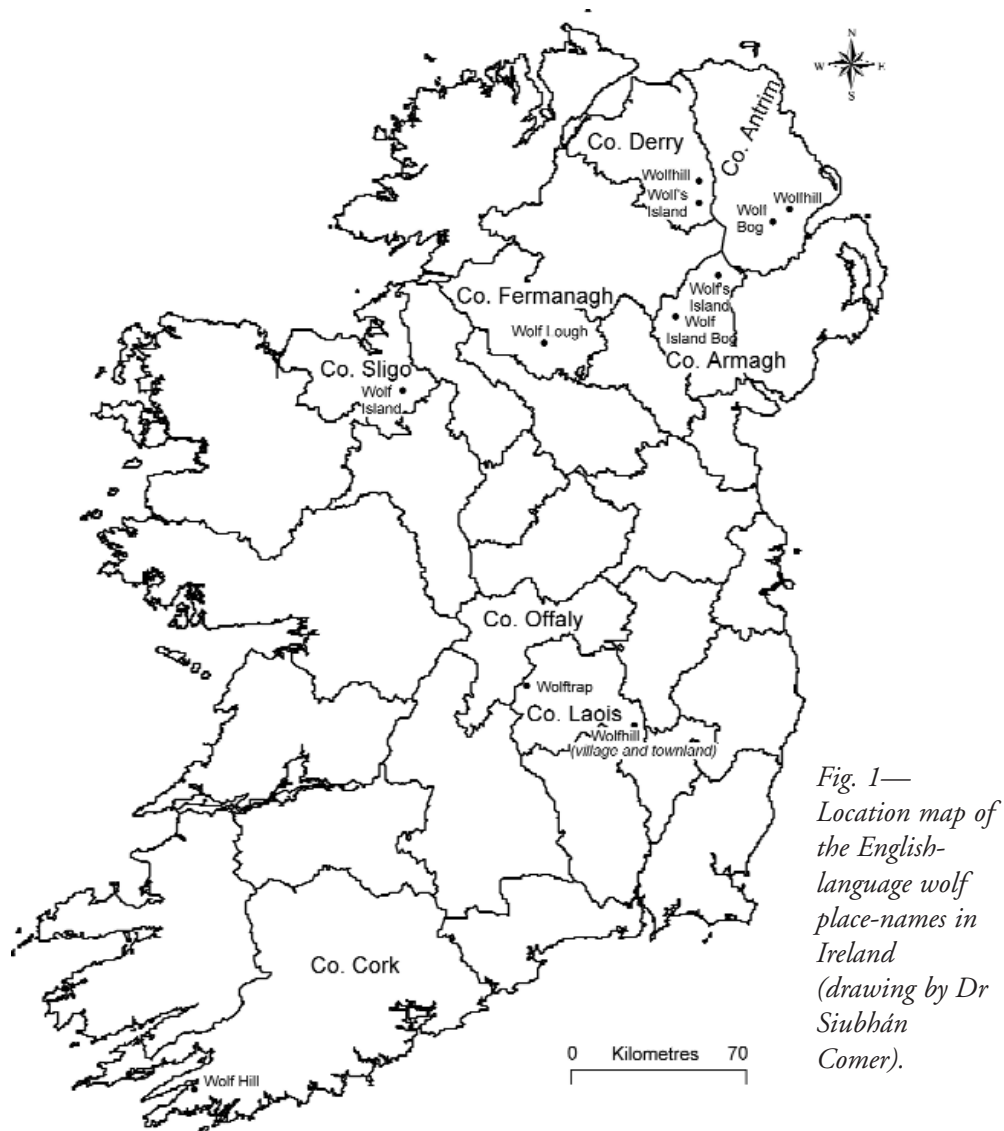 N
W E
S
Co. Derry
Co. Antrim
Wolfhill
Wolf's
Island
Wolfhill
Wolf
Bog
Co. Fermanagh
Wolf Lough
Wolf's
Island
Wolf
Island Bog
Co. Armagh
Co. Sligo
Wolf
Island
Co. Offaly
Wolftrap
Co. Laois
Wolfhill
(village and townland)
Co. Cork
Wolf Hill
0 Kilometres 70
Fig. 1—
Location map of
the English-
language wolf
place-names in
Ireland
(drawing by Dr
Siubhán
Comer).